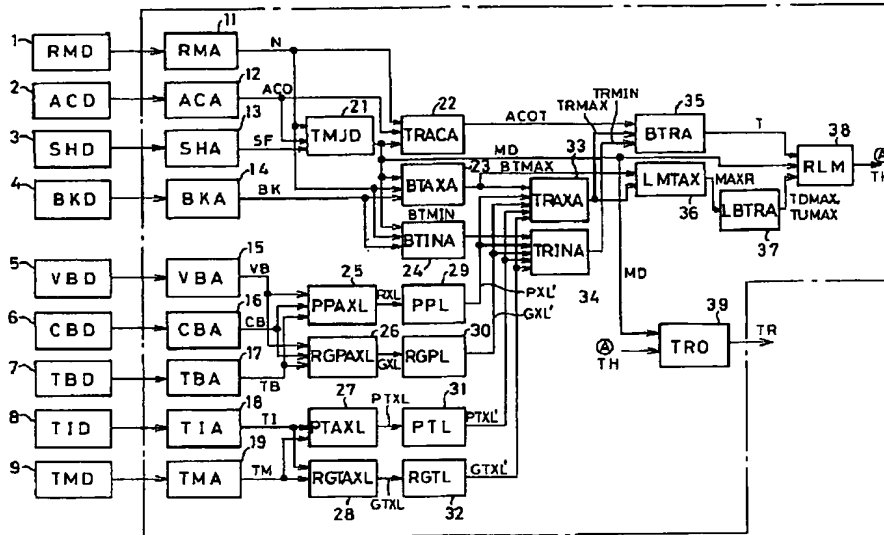 1 RMD 11 RMA N
2 ACD 12 ACA ACO
3 SHD 13 SHA SF
4 BKD 14 BKA BK
5 VBD 15 VBA VB
6 CBD 16 CBA CB
7 TBD 17 TBA TB
8 TID 18 TIA TI
9 TMD 19 TMA TM
21 TMJD
22 TRACA ACOT
MD
23 BTAXA BTMAX
BTMIN
24 BTINA
25 PPAXL RXL
26 RGPAXL GXL
27 PTAXL PTXL
28 RGTAXL GTXL
29 PPL PXL'
30 RGPL GXL'
31 PTL PTXL'
32 RGTL GTXL'
33 TRAXA
34 TRINA
TRMAX
TRMIN
35 BTRA T
36 LMTAX MAXR
37 LBTRA
TDMAX,
TUMAX
38 RLM
Ⓐ
TH
MD
Ⓐ
TH
39 TRO TR